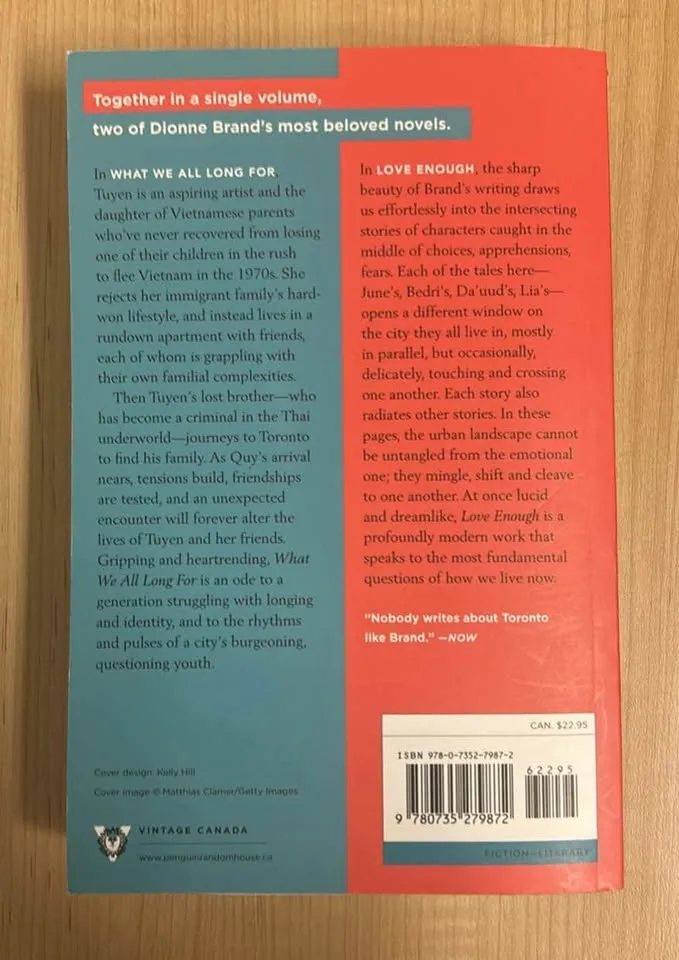 Together in a single volume,
two of Dionne Brand's most beloved novels.
In WHAT WE ALL LONG FOR,
Tuyen is an aspiring artist and the
daughter of Vietnamese parents
who've never recovered from losing
one of their children in the rush
to flee Vietnam in the 1970s. She
rejects her immigrant family's hard-
won lifestyle, and instead lives in a
rundown apartment with friends,
each of whom is grappling with
their own familial complexities.
Then Tuyen's lost brother—who
has become a criminal in the Thai
underworld—journeys to Toronto
to find his family. As Quy's arrival
nears, tensions build, friendships
are tested, and an unexpected
encounter will forever alter the
lives of Tuyen and her friends.
Gripping and heartrending, What
We All Long For is an ode to a
generation struggling with longing
and identity, and to the rhythms
and pulses of a city's burgeoning,
questioning youth.
Cover design: Kelly Hill
Cover image © Matthias Clamer/Getty Images
VINTAGE CANADA
www.penguinrandomhouse.ca
In LOVE ENOUGH, the sharp
beauty of Brand's writing draws
us effortlessly into the intersecting
stories of characters caught in the
middle of choices, apprehensions,
fears. Each of the tales here—
June's, Bedri's, Da'uud's, Lia's—
opens a different window on
the city they all live in, mostly
in parallel, but occasionally,
delicately, touching and crossing
one another. Each story also
radiates other stories. In these
pages, the urban landscape cannot
be untangled from the emotional
one; they mingle, shift and cleave
to one another. At once lucid
and dreamlike, Love Enough is a
profoundly modern work that
speaks to the most fundamental
questions of how we live now.
"Nobody writes about Toronto
like Brand." —NOW
CAN. $22.95
ISBN 978-0-7352-7987-2
62295
9 780735 279872
FICTION—LITERARY